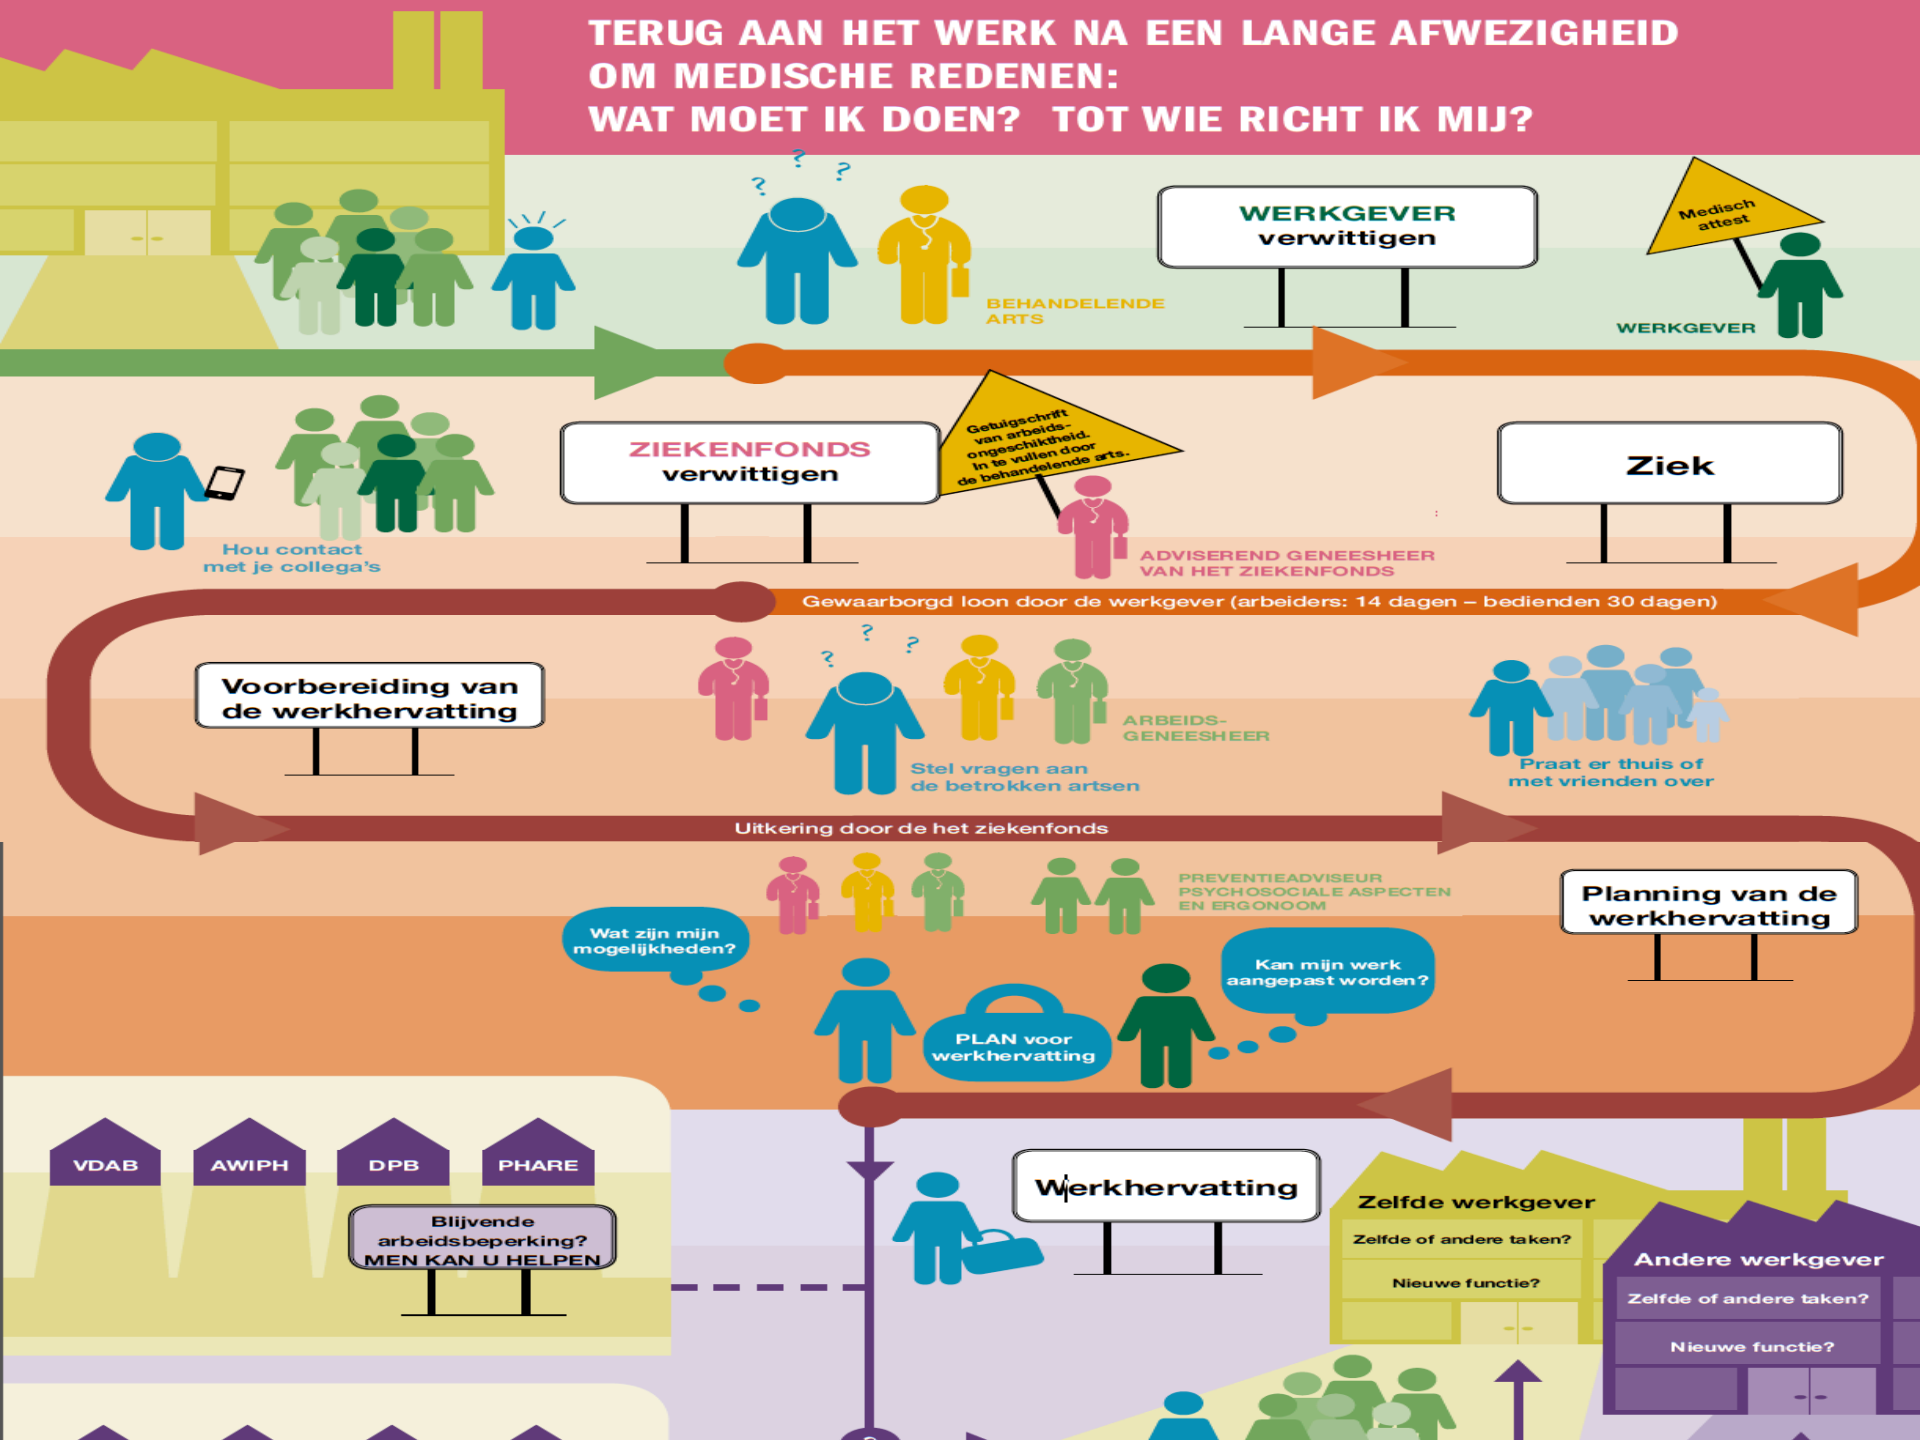 TERUG AAN HET WERK NA EEN LANGE AFWEZIGHEID
OM MEDISCHE REDENEN:
WAT MOET IK DOEN? TOT WIE RICHT IK MIJ?
? ? ?
BEHANDELENDE
ARTS
WERKGEVER
verwittigen
Medisch
attest
WERKGEVER
Hou contact
met je collega's
ZIEKENFONDS
verwittigen
Getuigschrift
van arbeids-
ongeschiktheid.
In te vullen door
de behandelende arts.
ADVISEREND GENEESHEER
VAN HET ZIEKENFONDS
:
Ziek
Gewaarborgd loon door de werkgever (arbeiders: 14 dagen – bedienden 30 dagen)
Voorbereiding van
de werkhervatting
? ? ?
ARBEIDS-
GENEESHEER
Stel vragen aan
de betrokken artsen
Praat er thuis of
met vrienden over
Uitkering door de het ziekenfonds
PREVENTIEADVISEUR
PSYCHOSOCIALE ASPECTEN
EN ERGONOOM
Planning van de
werkhervatting
Wat zijn mijn
mogelijkheden?
Kan mijn werk
aangepast worden?
PLAN voor
werkhervatting
VDAB
AWIPH
DPB
PHARE
Blijvende
arbeidsbeperking?
MEN KAN U HELPEN
Werkhervatting
Zelfde werkgever
Zelfde of andere taken?
Nieuwe functie?
Andere werkgever
Zelfde of andere taken?
Nieuwe functie?